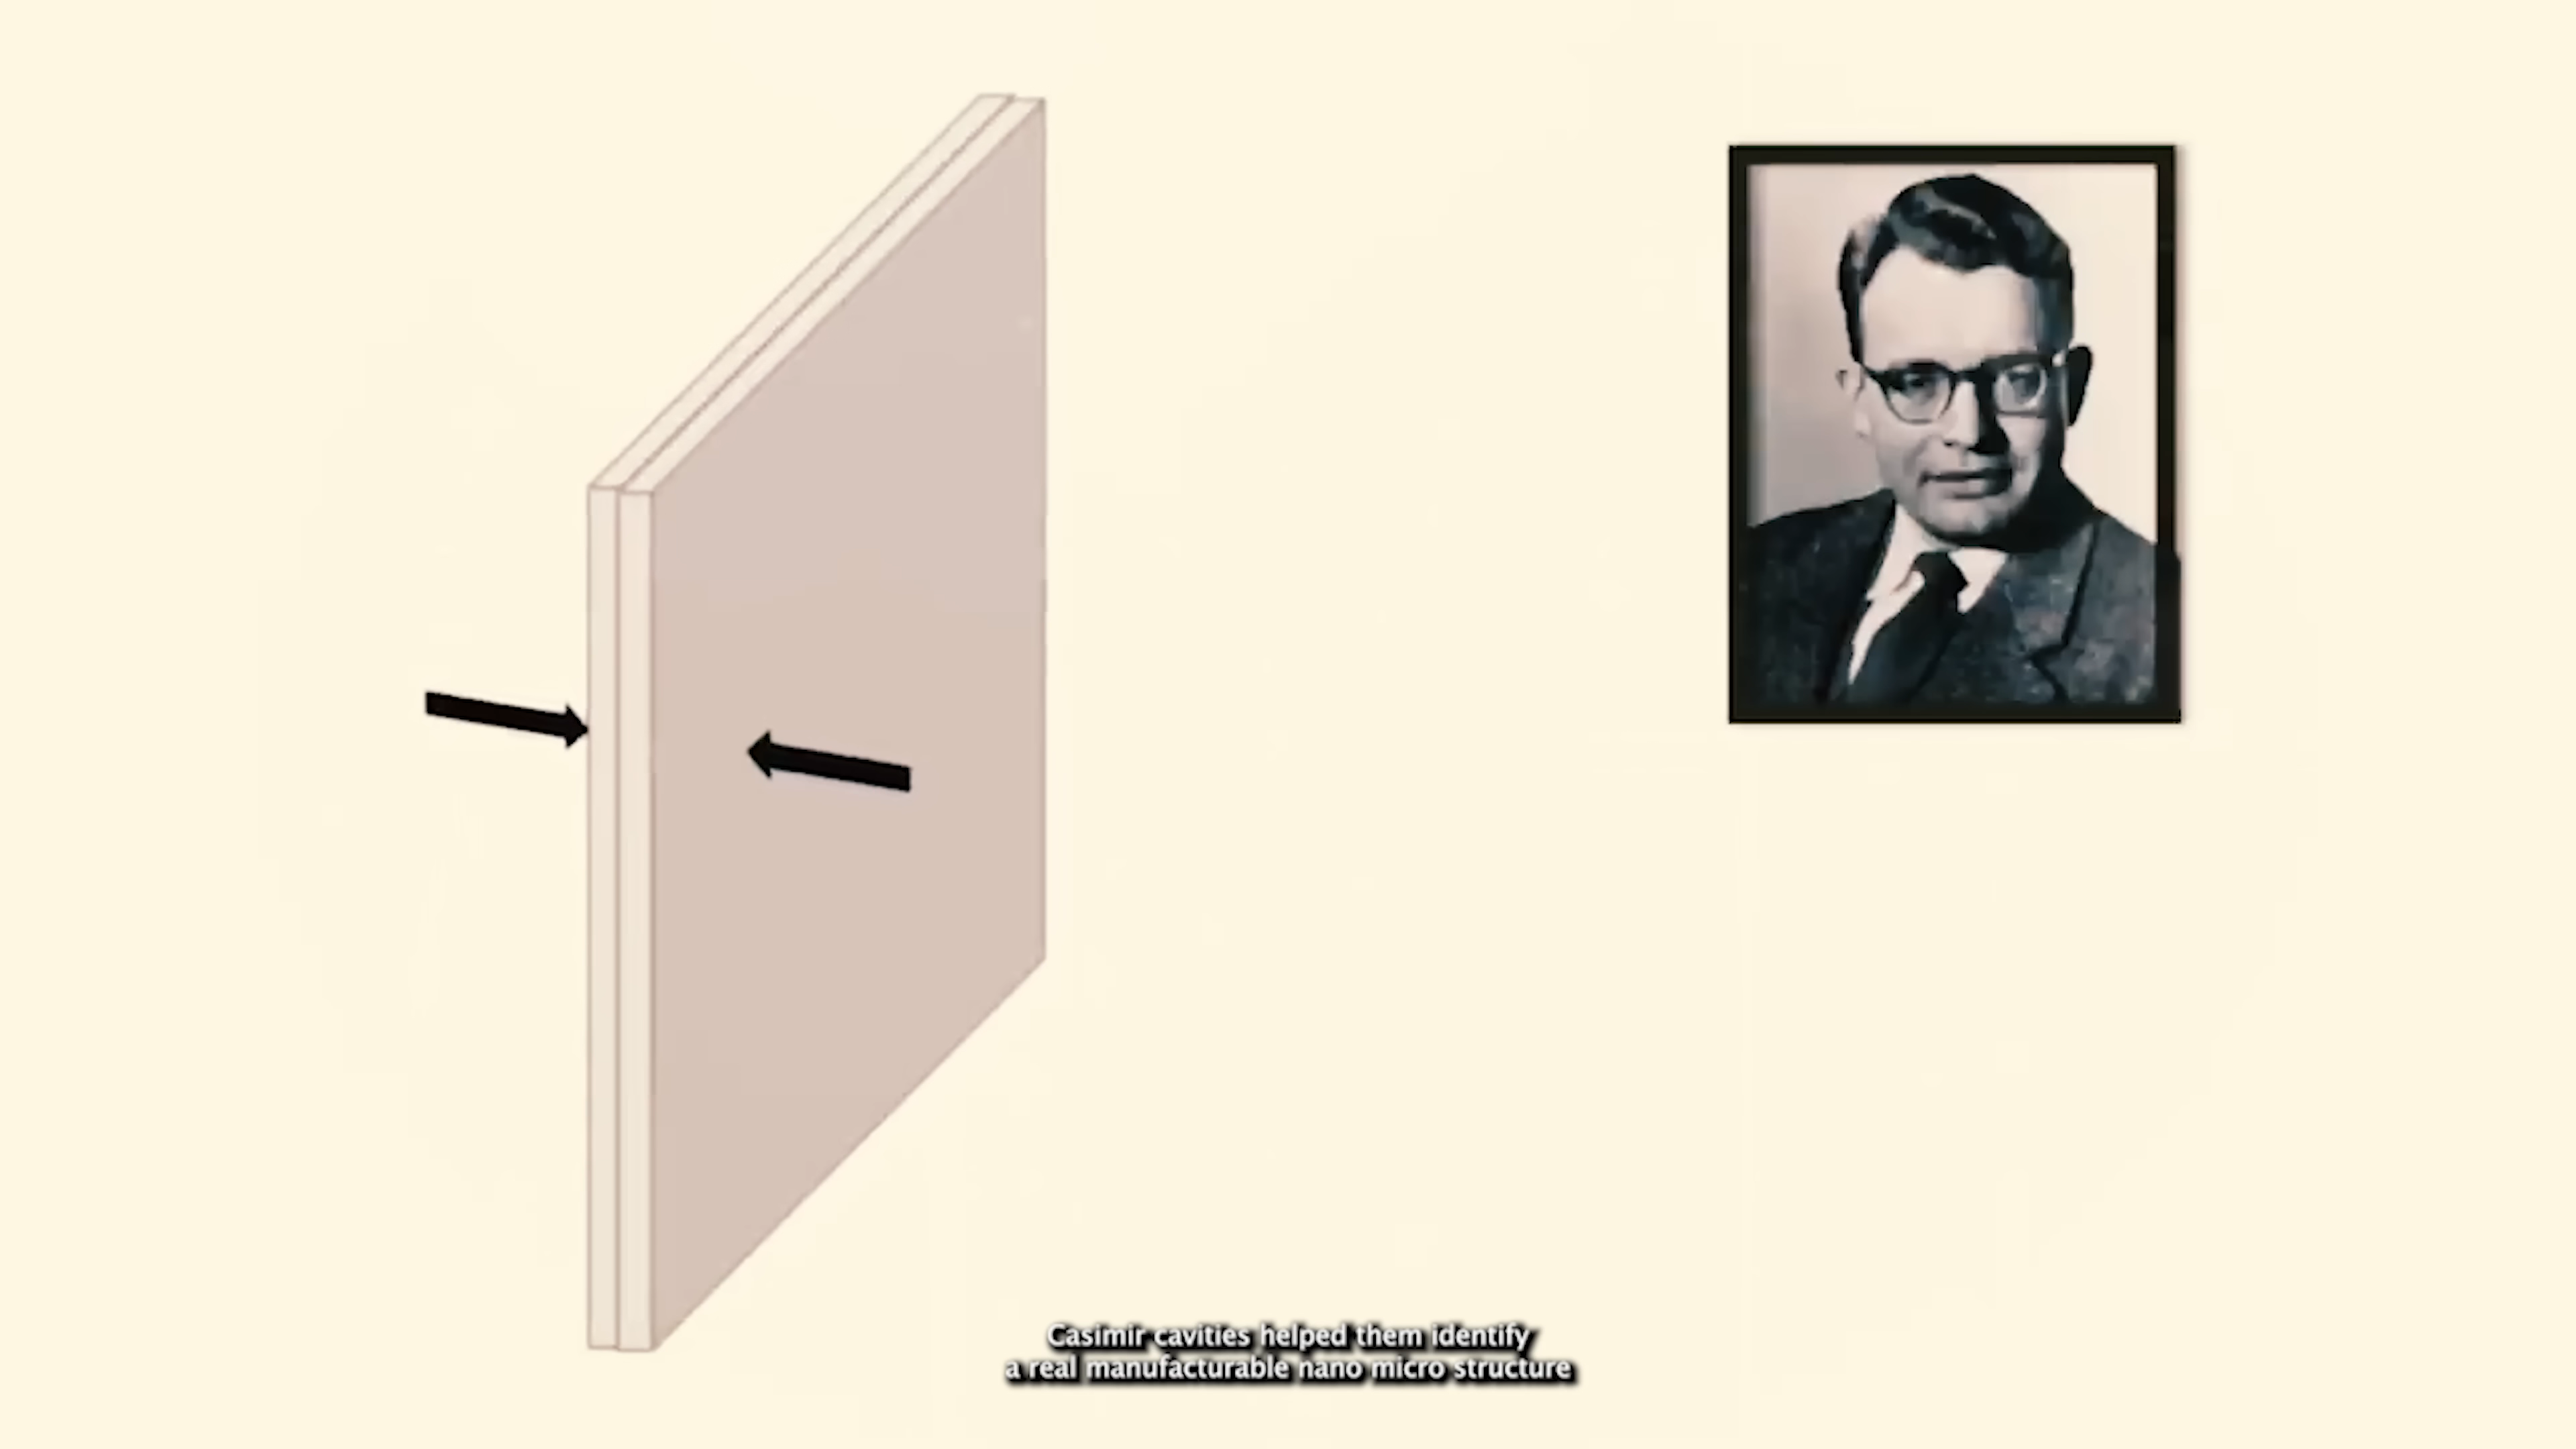 Casimir cavities helped them identify
a real manufacturable nano micro structure